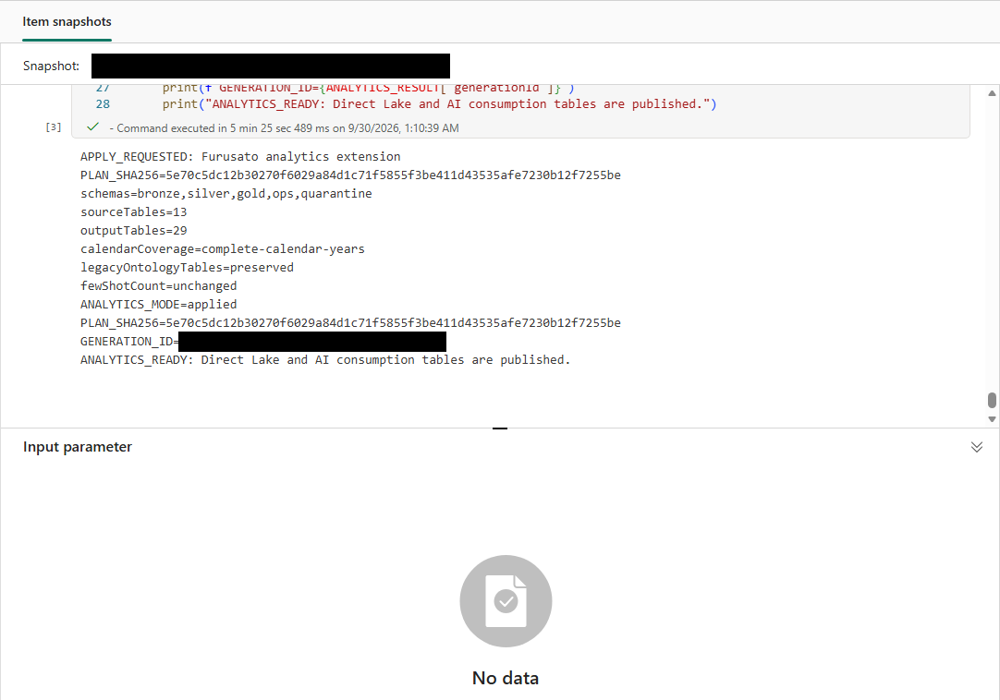 Item snapshots
Snapshot:
27 print(f"GENERATION_ID={ANALYTICS_RESULT['generationId']}")
28 print("ANALYTICS_READY: Direct Lake and AI consumption tables are published.")
[3] - Command executed in 5 min 25 sec 489 ms on 9/30/2026, 1:10:39 AM
APPLY_REQUESTED: Furusato analytics extension
PLAN_SHA256=5e70c5dc12b30270f6029a84d1c71f5855f3be411d43535afe7230b12f7255be
schemas=bronze,silver,gold,ops,quarantine
sourceTables=13
outputTables=29
calendarCoverage=complete-calendar-years
legacyOntologyTables=preserved
fewShotCount=unchanged
ANALYTICS_MODE=applied
PLAN_SHA256=5e70c5dc12b30270f6029a84d1c71f5855f3be411d43535afe7230b12f7255be
GENERATION_ID=
ANALYTICS_READY: Direct Lake and AI consumption tables are published.
Input parameter
No data